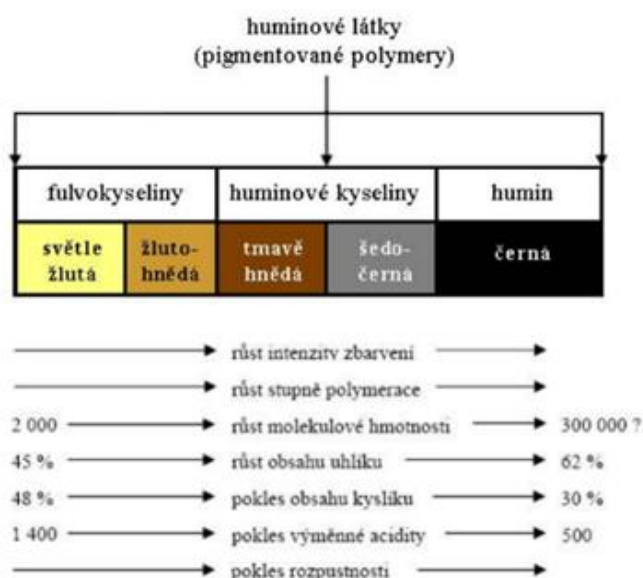 huminové látky
(pigmentované polymery)
fulvokyseliny huminové kyseliny humin
světle žluto- tmavě šedo- černá
žlutá hnědá hnědá černá
růst intenzity zbarvení
růst stupně polymerace
2 000 růst molekulové hmotnosti 300 000 ?
45 % růst obsahu uhlíku 62 %
48 % pokles obsahu kyslíku 30 %
1 400 pokles výměnné acidity 500
pokles rozpustnosti